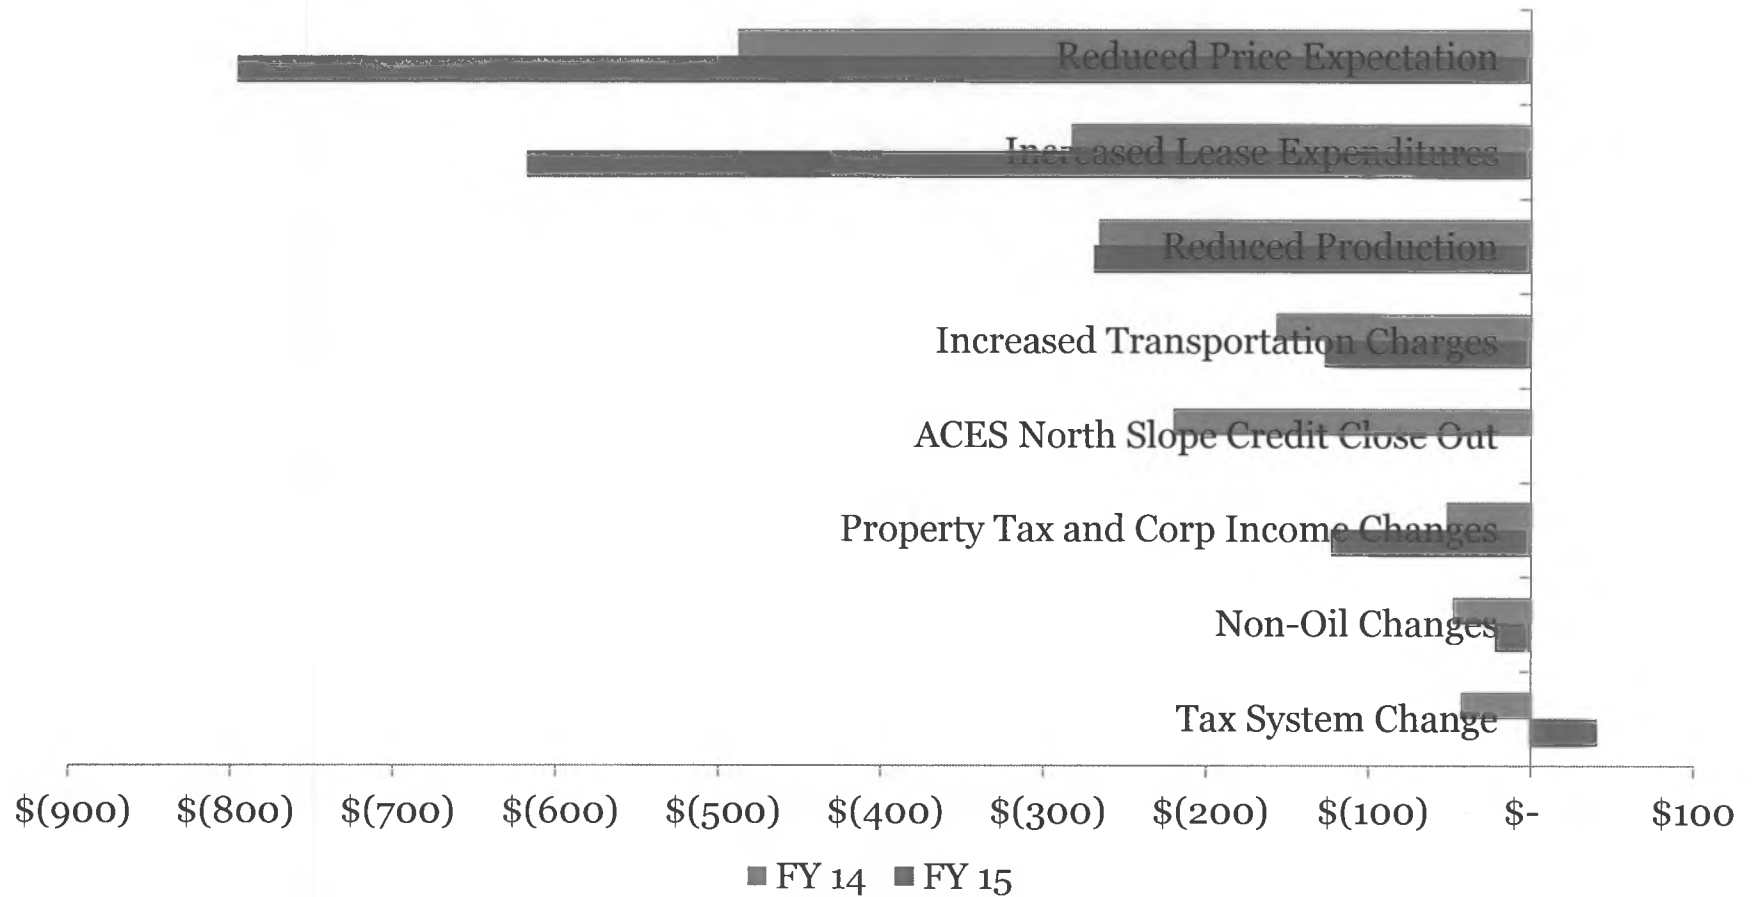 Reduced Price Expectation
Increased Lease Expenditures
Reduced Production
Increased Transportation Charges
ACES North Slope Credit Close Out
Property Tax and Corp Income Changes
Non-Oil Changes
Tax System Change
$(900) $(800) $(700) $(600) $(500) $(400) $(300) $(200) $(100) $- $100
FY 14 FY 15